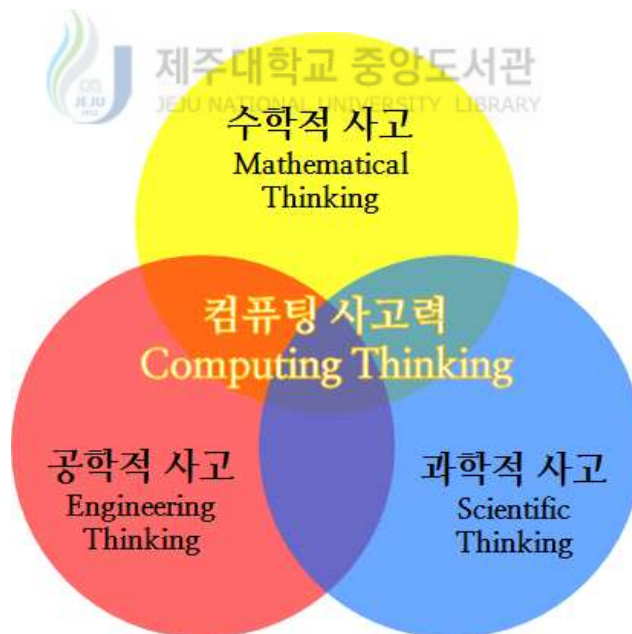 제주대학교 중앙도서관
JEJU NATIONAL UNIVERSITY LIBRARY
JEJU
1952
수학적 사고
Mathematical
Thinking
컴퓨팅 사고력
Computing Thinking
공학적 사고
Engineering
Thinking
과학적 사고
Scientific
Thinking